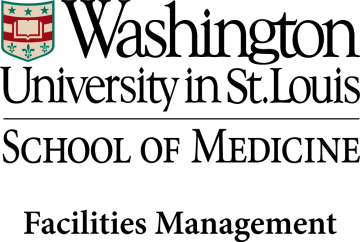 Washington
University in St. Louis
SCHOOL OF MEDICINE
Facilities Management